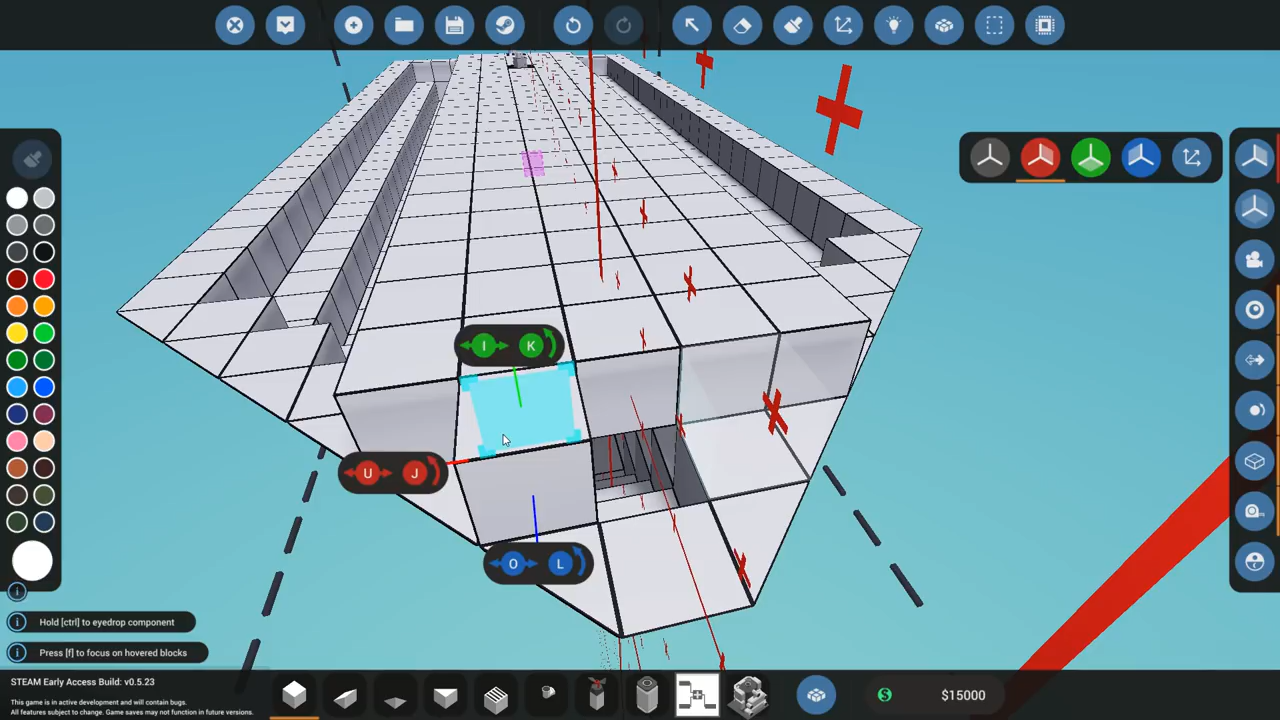 I K
U J
O L
Hold [ctrl] to eyedrop component
Press [f] to focus on hovered blocks
STEAM Early Access Build: v0.5.23
This game is in active development and will contain bugs.
All features subject to change. Game saves may not function in future versions.
$ $15000